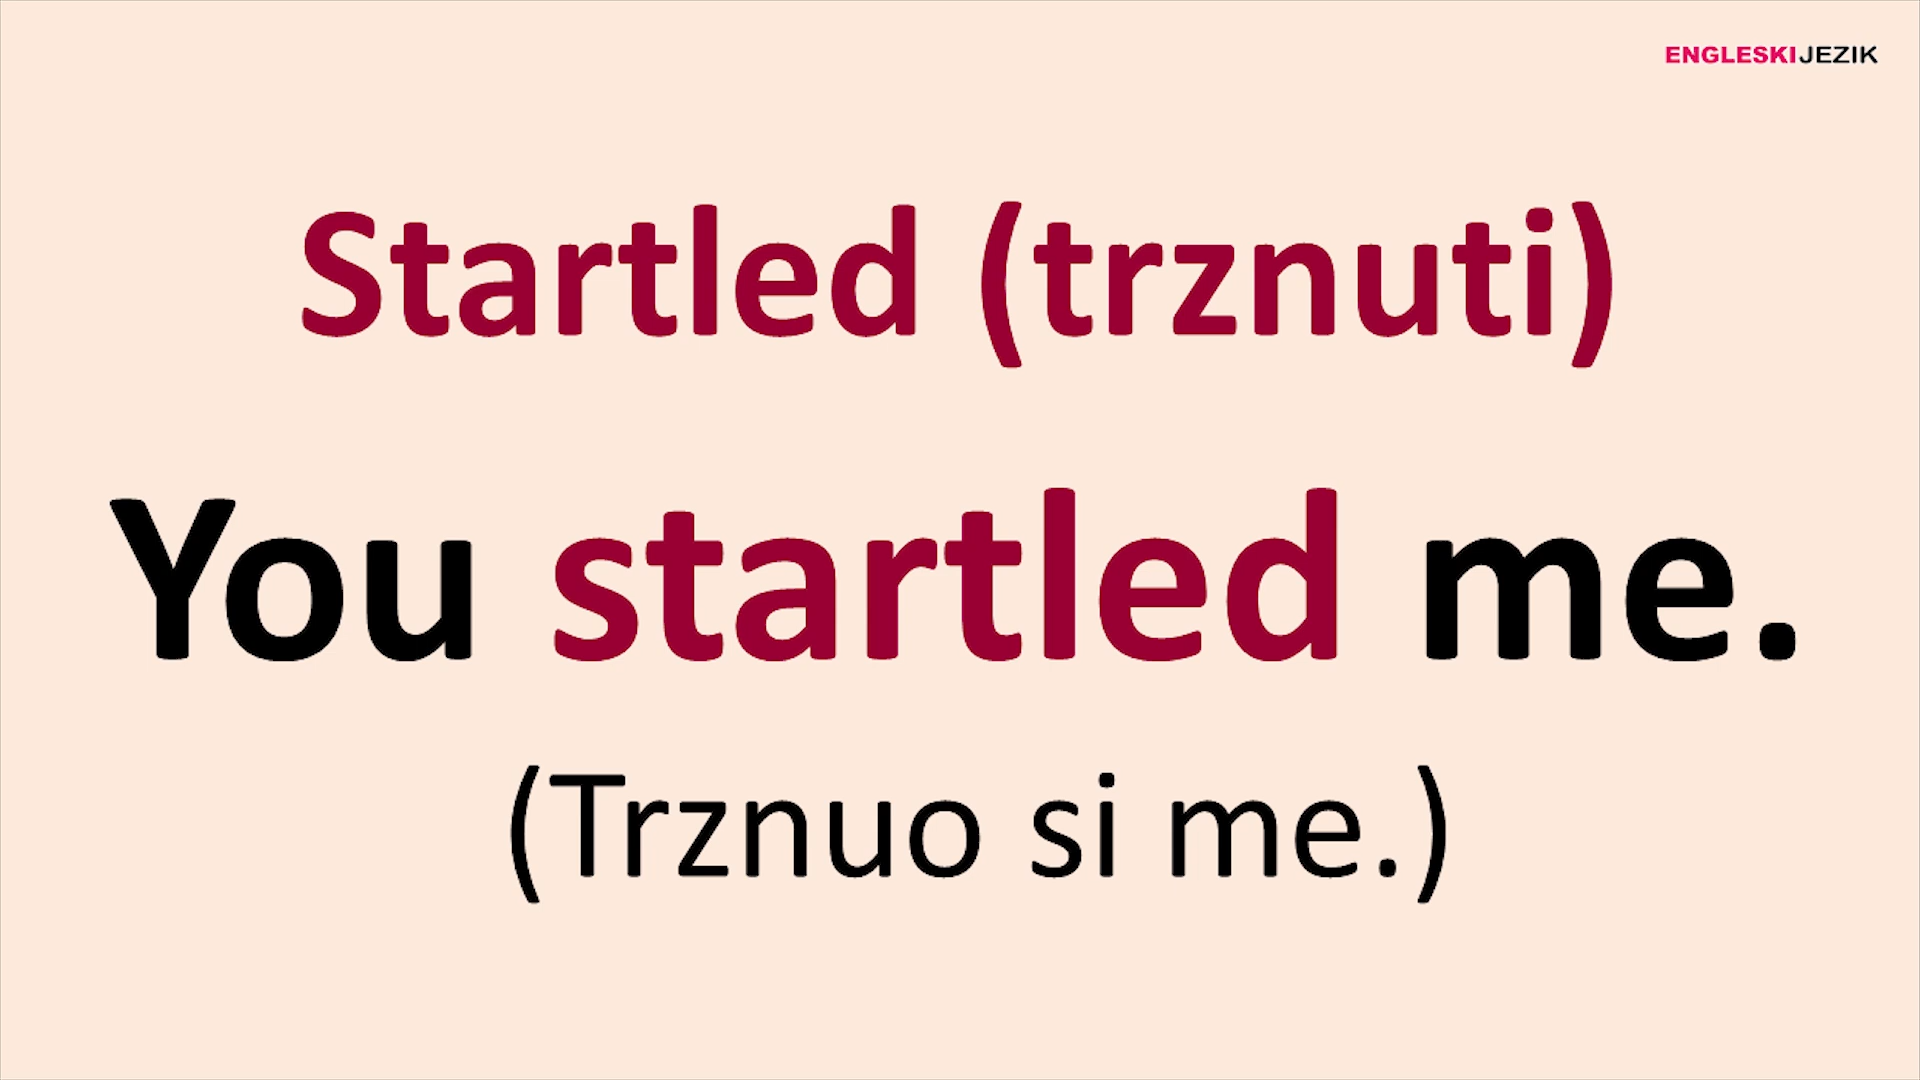 ENGLESKIJEZIK
Startled (trznuti)
You startled me.
(Trznuo si me.)